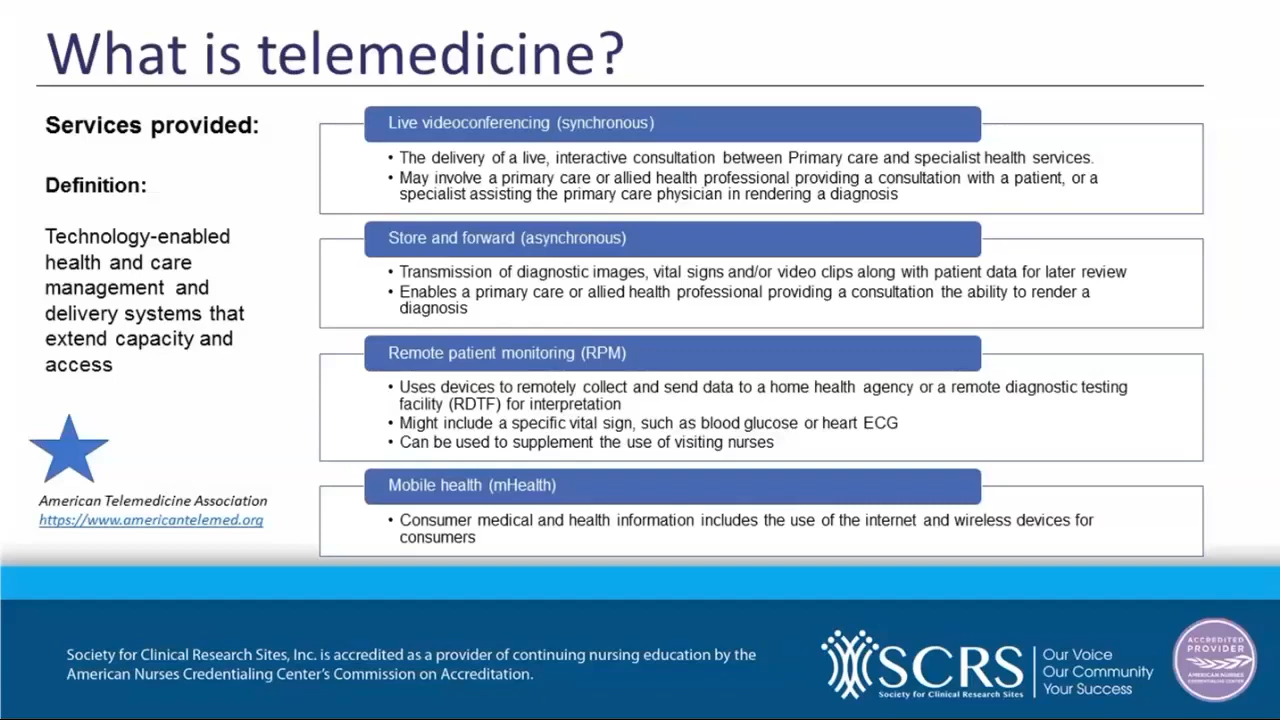 What is telemedicine?
Services provided:
Definition:
Technology-enabled
health and care
management and
delivery systems that
extend capacity and
access
American Telemedicine Association
https://www.americantelemed.org
Live videoconferencing (synchronous)
• The delivery of a live, interactive consultation between Primary care and specialist health services.
• May involve a primary care or allied health professional providing a consultation with a patient, or a
specialist assisting the primary care physician in rendering a diagnosis
Store and forward (asynchronous)
• Transmission of diagnostic images, vital signs and/or video clips along with patient data for later review
• Enables a primary care or allied health professional providing a consultation the ability to render a
diagnosis
Remote patient monitoring (RPM)
• Uses devices to remotely collect and send data to a home health agency or a remote diagnostic testing
facility (RDTF) for interpretation
• Might include a specific vital sign, such as blood glucose or heart ECG
• Can be used to supplement the use of visiting nurses
Mobile health (mHealth)
• Consumer medical and health information includes the use of the internet and wireless devices for
consumers
Society for Clinical Research Sites, Inc. is accredited as a provider of continuing nursing education by the
American Nurses Credentialing Center's Commission on Accreditation.
SCRS
Society for Clinical Research Sites
Our Voice
Our Community
Your Success
ACCREDITED
PROVIDER
AMERICAN NURSES
CREDENTIALING CENTER